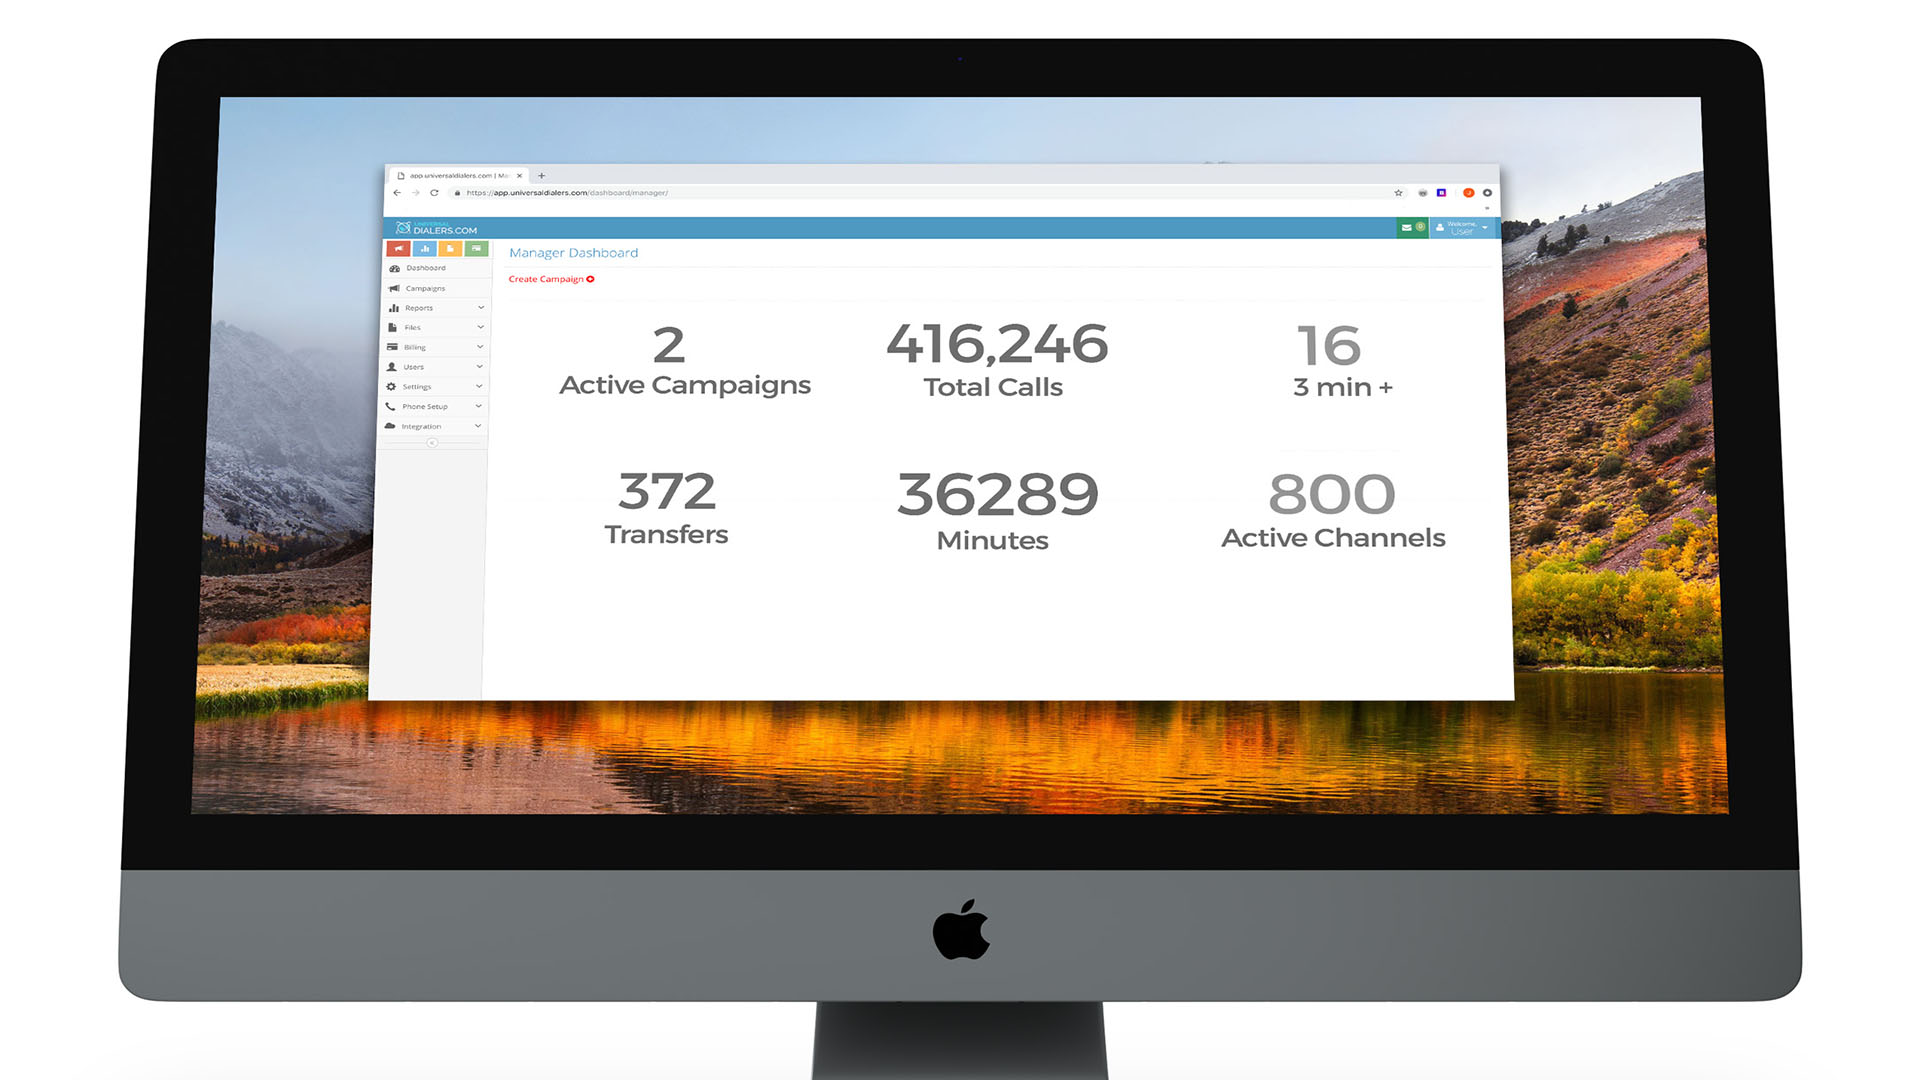 app.universaldialers.com | Ma
https://app.universaldialers.com/dashboard/manager/
UNIVERSAL
DIALERS.COM
0
Welcome,
User
Manager Dashboard
Create Campaign
Dashboard
Campaigns
Reports
Files
Billing
Users
Settings
Phone Setup
Integration
2
Active Campaigns
416,246
Total Calls
16
3 min +
372
Transfers
36289
Minutes
800
Active Channels